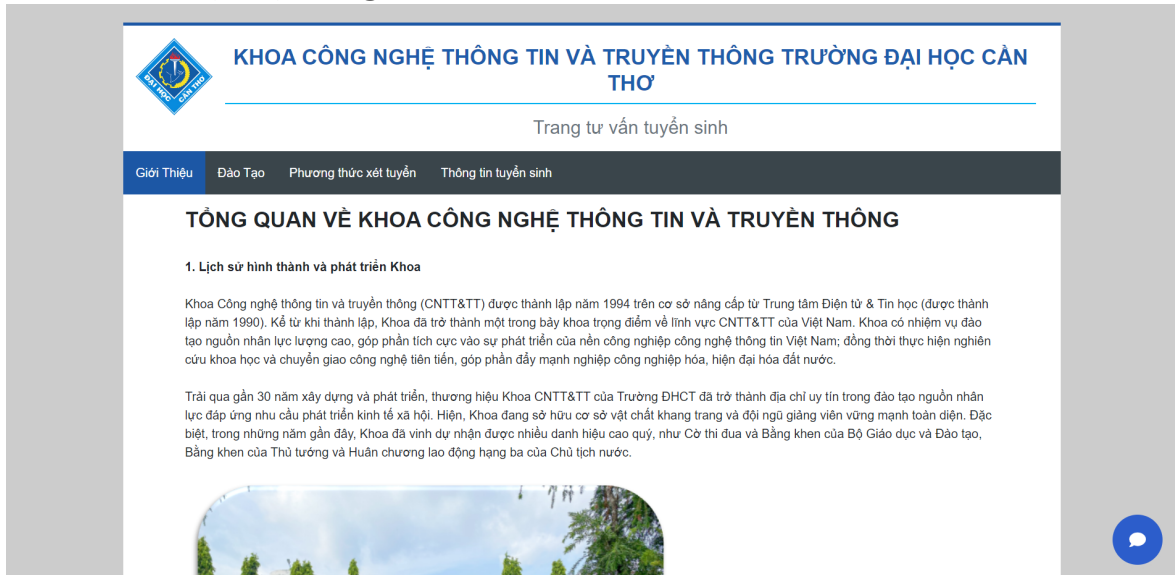 KHOA CÔNG NGHỆ THÔNG TIN VÀ TRUYỀN THÔNG TRƯỜNG ĐẠI HỌC CẦN
THƠ
ĐẠI HỌC CẦN THƠ
Trang tư vấn tuyển sinh
Giới Thiệu Đào Tạo Phương thức xét tuyển Thông tin tuyển sinh
TỔNG QUAN VỀ KHOA CÔNG NGHỆ THÔNG TIN VÀ TRUYỀN THÔNG
1. Lịch sử hình thành và phát triển Khoa
Khoa Công nghệ thông tin và truyền thông (CNTT&TT) được thành lập năm 1994 trên cơ sở nâng cấp từ Trung tâm Điện tử & Tin học (được thành
lập năm 1990). Kể từ khi thành lập, Khoa đã trở thành một trong bảy khoa trọng điểm về lĩnh vực CNTT&TT của Việt Nam. Khoa có nhiệm vụ đào
tạo nguồn nhân lực lượng cao, góp phần tích cực vào sự phát triển của nền công nghiệp công nghệ thông tin Việt Nam; đồng thời thực hiện nghiên
cứu khoa học và chuyển giao công nghệ tiên tiến, góp phần đẩy mạnh nghiệp công nghiệp hóa, hiện đại hóa đất nước.
Trải qua gần 30 năm xây dựng và phát triển, thương hiệu Khoa CNTT&TT của Trường ĐHCT đã trở thành địa chỉ uy tín trong đào tạo nguồn nhân
lực đáp ứng nhu cầu phát triển kinh tế xã hội. Hiện, Khoa đang sở hữu cơ sở vật chất khang trang và đội ngũ giảng viên vững mạnh toàn diện. Đặc
biệt, trong những năm gần đây, Khoa đã vinh dự nhận được nhiều danh hiệu cao quý, như Cờ thi đua và Bằng khen của Bộ Giáo dục và Đào tạo,
Bằng khen của Thủ tướng và Huân chương lao động hạng ba của Chủ tịch nước.